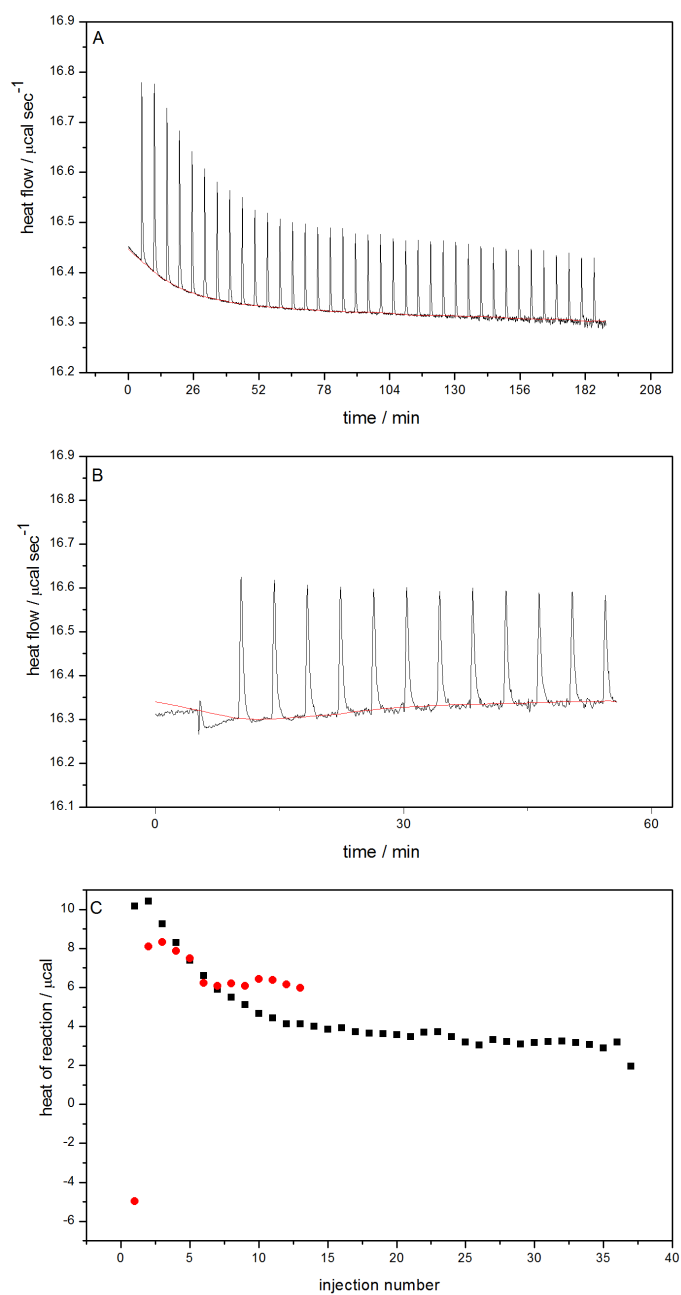 A
16.9
16.8
16.7
16.6
16.5
16.4
16.3
16.2
heat flow / μcal sec⁻¹
0 26 52 78 104 130 156 182 208
time / min
B
16.9
16.8
16.7
16.6
16.5
16.4
16.3
16.2
16.1
heat flow / μcal sec⁻¹
0 30 60
time / min
C
10
8
6
4
2
0
-2
-4
-6
heat of reaction / μcal
0 5 10 15 20 25 30 35 40
injection number